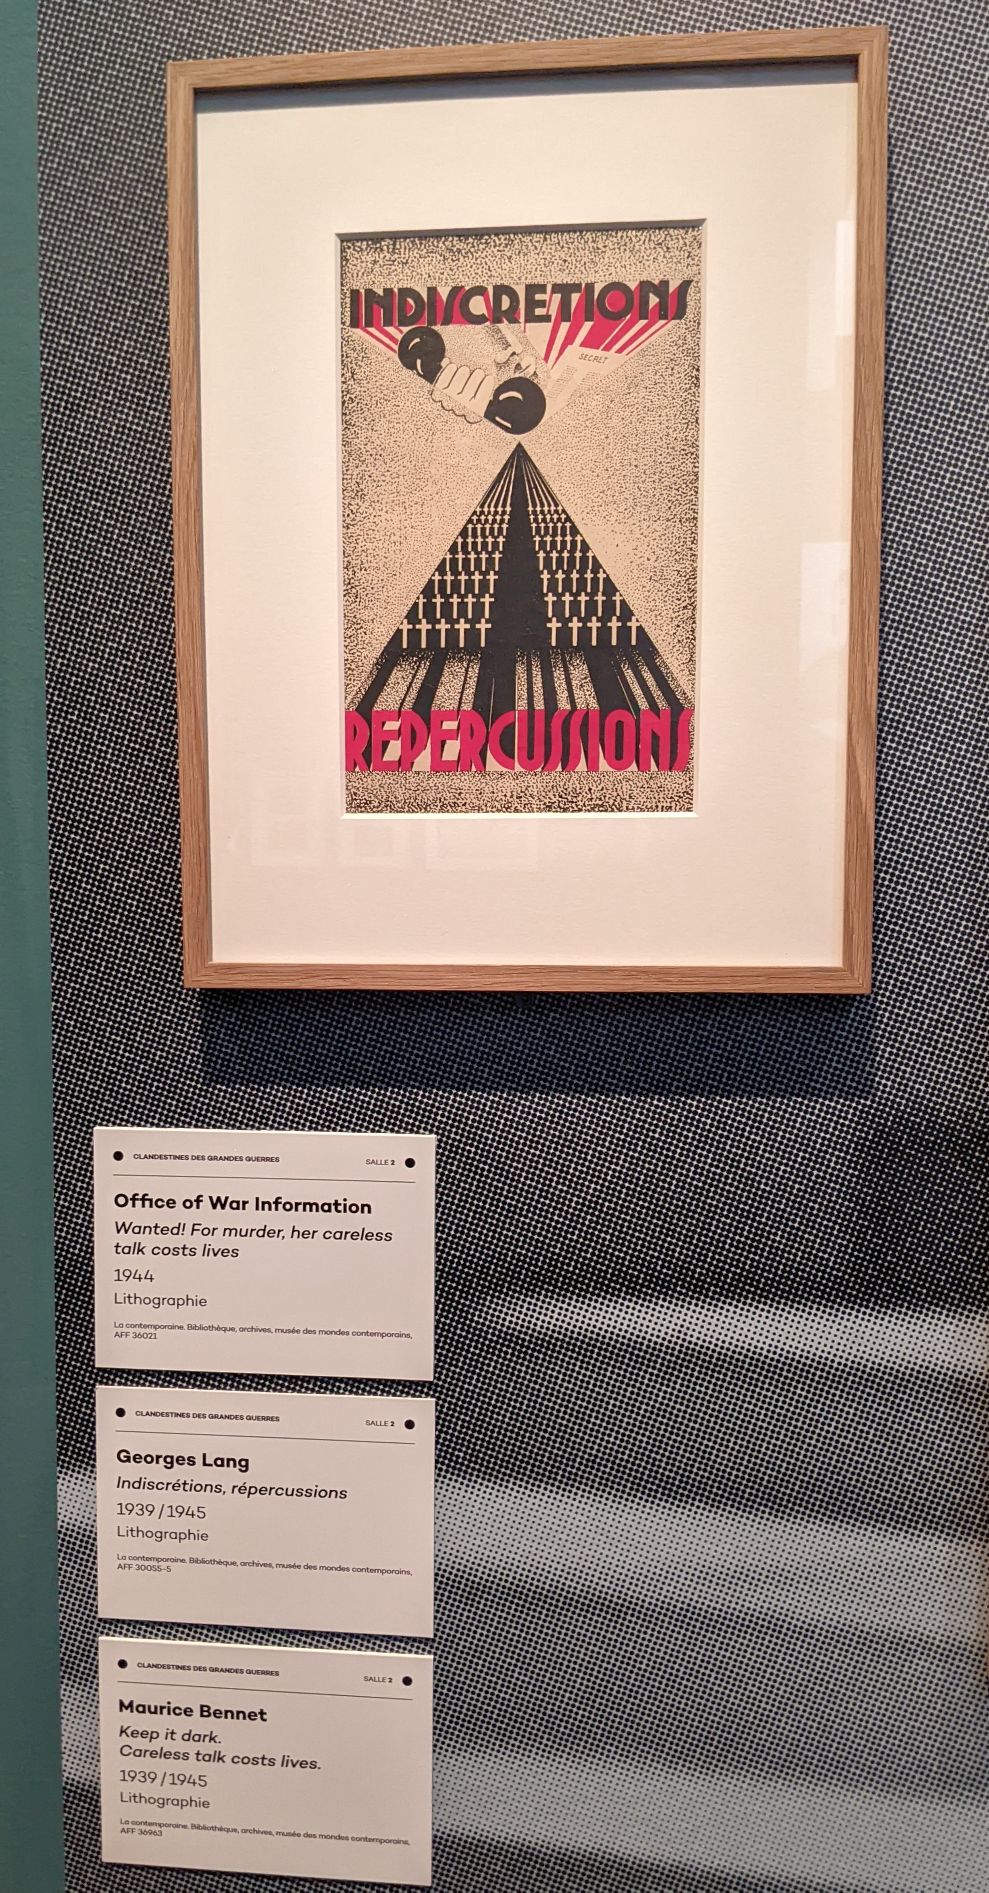 INDISCRETIONS
SECRET
REPERCUSSIONS
CLANDESTINES DES GRANDES GUERRES SALLE 2
Office of War Information
Wanted! For murder, her careless
talk costs lives
1944
Lithographie
La contemporaine. Bibliothèque, archives, musée des mondes contemporains,
AFF 36021
CLANDESTINES DES GRANDES GUERRES SALLE 2
Georges Lang
Indiscrétions, répercussions
1939 / 1945
Lithographie
La contemporaine. Bibliothèque, archives, musée des mondes contemporains,
AFF 30055-5
CLANDESTINES DES GRANDES GUERRES SALLE 2
Maurice Bennet
Keep it dark.
Careless talk costs lives.
1939 / 1945
Lithographie
La contemporaine. Bibliothèque, archives, musée des mondes contemporains,
AFF 36963